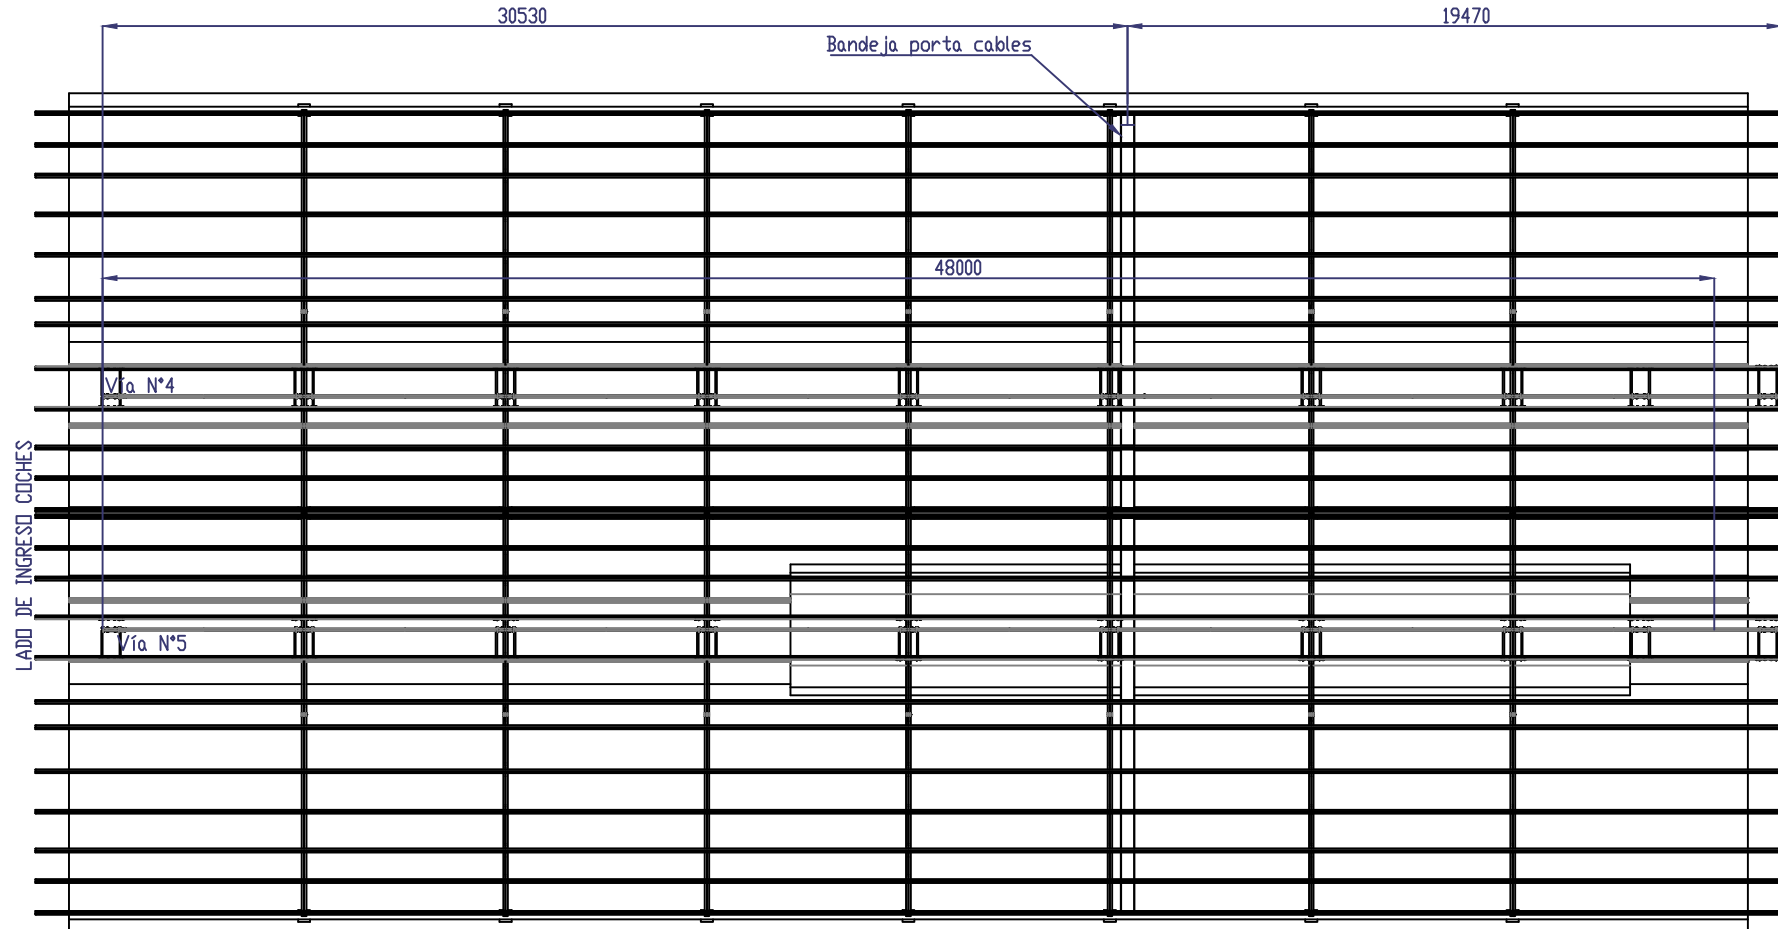 30530
19470
Bandeja porta cables
48000
Vía N°4
LADO DE INGRESO COCHES
Vía N°5